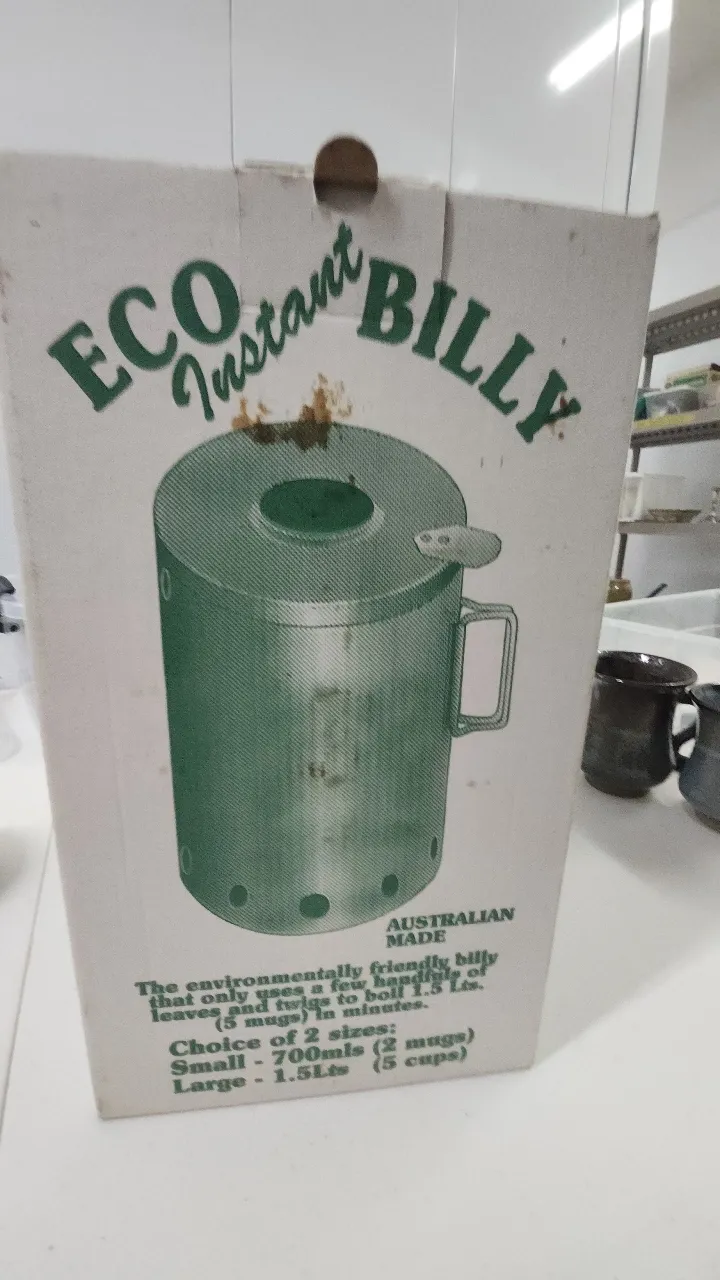 ECO Instant BILLY
AUSTRALIAN
MADE
The environmentally friendly billy
that only uses a few handfuls of
leaves and twigs to boil 1.5 Lts.
(5 mugs) in minutes.
Choice of 2 sizes:
Small - 700mls (2 mugs)
Large - 1.5Lts (5 cups)